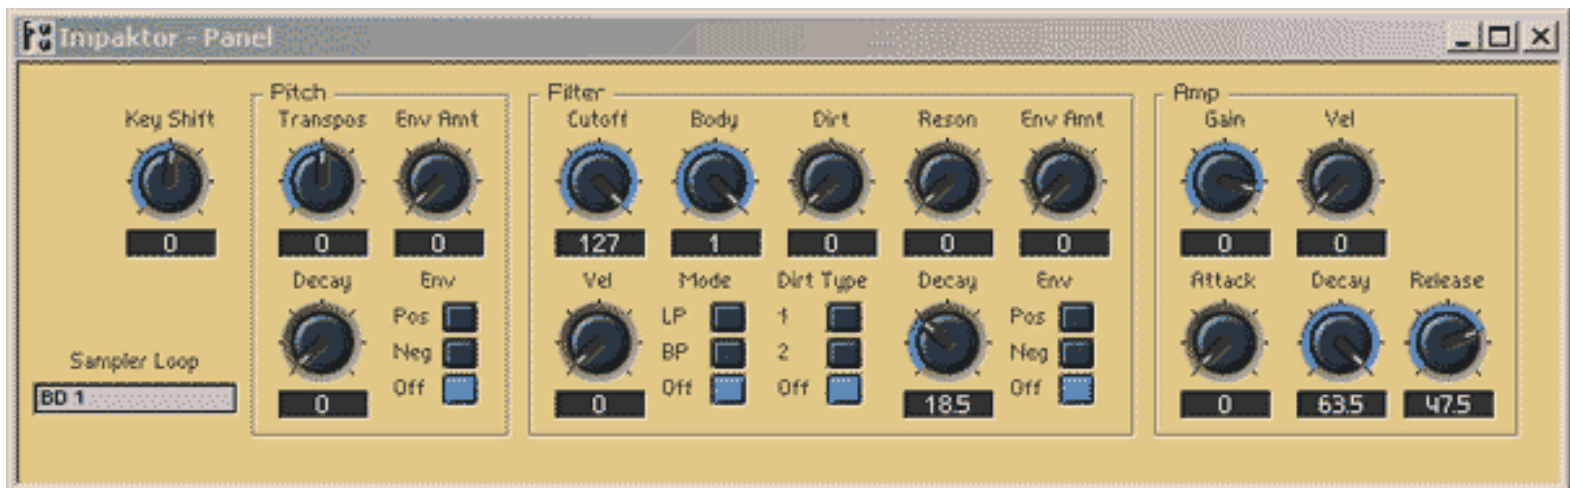 Impaktor - Panel
Pitch Filter Amp
Key Shift Transpos Env Amt Cutoff Body Dirt Reson Env Amt Gain Vel
0 0 0 127 1 0 0 0 0 0
Decay Env Vel Mode Dirt Type Decay Env Attack Decay Release
Pos LP 1 Pos
Neg BP 2 Neg
Sampler Loop
Off Off Off Off
BD 1
0 0 18.5 0 63.5 47.5